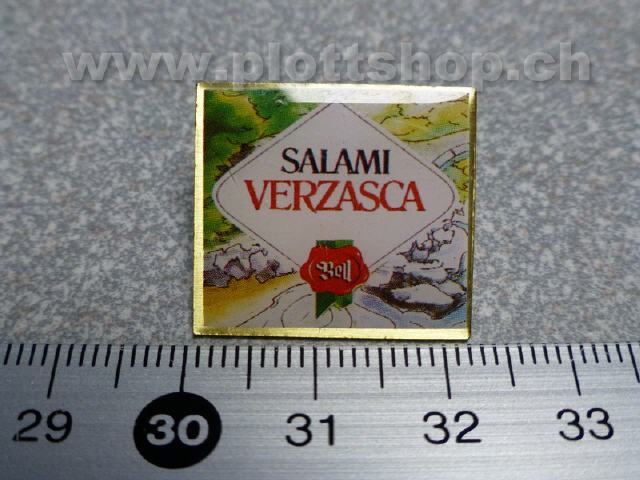 www.plottshop.ch
SALAMI
VERZASCA
Bell
29 30 31 32 33